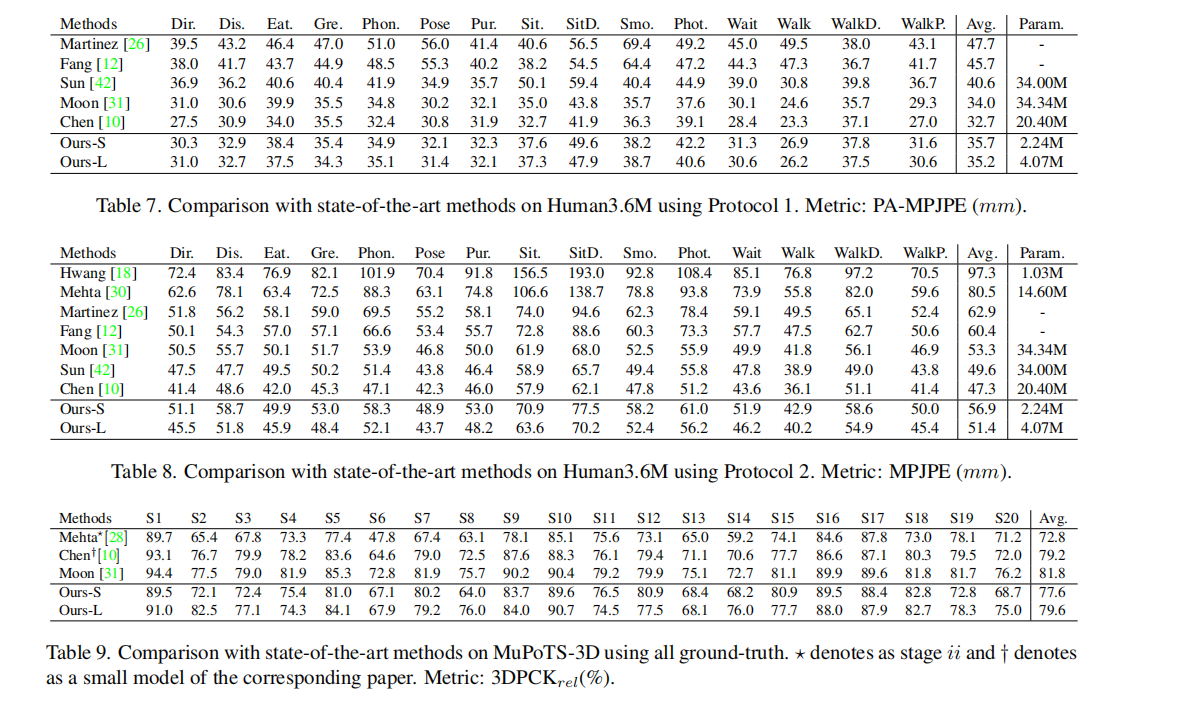 Methods Dir. Dis. Eat. Gre. Phon. Pose Pur. Sit. SitD. Smo. Phot. Wait Walk WalkD. WalkP. Avg. Param.
Martinez [26] 39.5 43.2 46.4 47.0 51.0 56.0 41.4 40.6 56.5 69.4 49.2 45.0 49.5 38.0 43.1 47.7 -
Fang [12] 38.0 41.7 43.7 44.9 48.5 55.3 40.2 38.2 54.5 64.4 47.2 44.3 47.3 36.7 41.7 45.7 -
Sun [42] 36.9 36.2 40.6 40.4 41.9 34.9 35.7 50.1 59.4 40.4 44.9 39.0 30.8 39.8 36.7 40.6 34.00M
Moon [31] 31.0 30.6 39.9 35.5 34.8 30.2 32.1 35.0 43.8 35.7 37.6 30.1 24.6 35.7 29.3 34.0 34.34M
Chen [10] 27.5 30.9 34.0 35.5 32.4 30.8 31.9 32.7 41.9 36.3 39.1 28.4 23.3 37.1 27.0 32.7 20.40M
Ours-S 30.3 32.9 38.4 35.4 34.9 32.1 32.3 37.6 49.6 38.2 42.2 31.3 26.9 37.8 31.6 35.7 2.24M
Ours-L 31.0 32.7 37.5 34.3 35.1 31.4 32.1 37.3 47.9 38.7 40.6 30.6 26.2 37.5 30.6 35.2 4.07M
Table 7. Comparison with state-of-the-art methods on Human3.6M using Protocol 1. Metric: PA-MPJPE (mm).
Methods Dir. Dis. Eat. Gre. Phon. Pose Pur. Sit. SitD. Smo. Phot. Wait Walk WalkD. WalkP. Avg. Param.
Hwang [18] 72.4 83.4 76.9 82.1 101.9 70.4 91.8 156.5 193.0 92.8 108.4 85.1 76.8 97.2 70.5 97.3 1.03M
Mehta [30] 62.6 78.1 63.4 72.5 88.3 63.1 74.8 106.6 138.7 78.8 93.8 73.9 55.8 82.0 59.6 80.5 14.60M
Martinez [26] 51.8 56.2 58.1 59.0 69.5 55.2 58.1 74.0 94.6 62.3 78.4 59.1 49.5 65.1 52.4 62.9 -
Fang [12] 50.1 54.3 57.0 57.1 66.6 53.4 55.7 72.8 88.6 60.3 73.3 57.7 47.5 62.7 50.6 60.4 -
Moon [31] 50.5 55.7 50.1 51.7 53.9 46.8 50.0 61.9 68.0 52.5 55.9 49.9 41.8 56.1 46.9 53.3 34.34M
Sun [42] 47.5 47.7 49.5 50.2 51.4 43.8 46.4 58.9 65.7 49.4 55.8 47.8 38.9 49.0 43.8 49.6 34.00M
Chen [10] 41.4 48.6 42.0 45.3 47.1 42.3 46.0 57.9 62.1 47.8 51.2 43.6 36.1 51.1 41.4 47.3 20.40M
Ours-S 51.1 58.7 49.9 53.0 58.3 48.9 53.0 70.9 77.5 58.2 61.0 51.9 42.9 58.6 50.0 56.9 2.24M
Ours-L 45.5 51.8 45.9 48.4 52.1 43.7 48.2 63.6 70.2 52.4 56.2 46.2 40.2 54.9 45.4 51.4 4.07M
Table 8. Comparison with state-of-the-art methods on Human3.6M using Protocol 2. Metric: MPJPE (mm).
Methods S1 S2 S3 S4 S5 S6 S7 S8 S9 S10 S11 S12 S13 S14 S15 S16 S17 S18 S19 S20 Avg.
Mehta⋆[28] 89.7 65.4 67.8 73.3 77.4 47.8 67.4 63.1 78.1 85.1 75.6 73.1 65.0 59.2 74.1 84.6 87.8 73.0 78.1 71.2 72.8
Chen†[10] 93.1 76.7 79.9 78.2 83.6 64.6 79.0 72.5 87.6 88.3 76.1 79.4 71.1 70.6 77.7 86.6 87.1 80.3 79.5 72.0 79.2
Moon [31] 94.4 77.5 79.0 81.9 85.3 72.8 81.9 75.7 90.2 90.4 79.2 79.9 75.1 72.7 81.1 89.9 89.6 81.8 81.7 76.2 81.8
Ours-S 89.5 72.1 72.4 75.4 81.0 67.1 80.2 64.0 83.7 89.6 76.5 80.9 68.4 68.2 80.9 89.5 88.4 82.8 72.8 68.7 77.6
Ours-L 91.0 82.5 77.1 74.3 84.1 67.9 79.2 76.0 84.0 90.7 74.5 77.5 68.1 76.0 77.7 88.0 87.9 82.7 78.3 75.0 79.6
Table 9. Comparison with state-of-the-art methods on MuPoTS-3D using all ground-truth. ⋆ denotes as stage ii and † denotes
as a small model of the corresponding paper. Metric: 3DPCKrel(%).